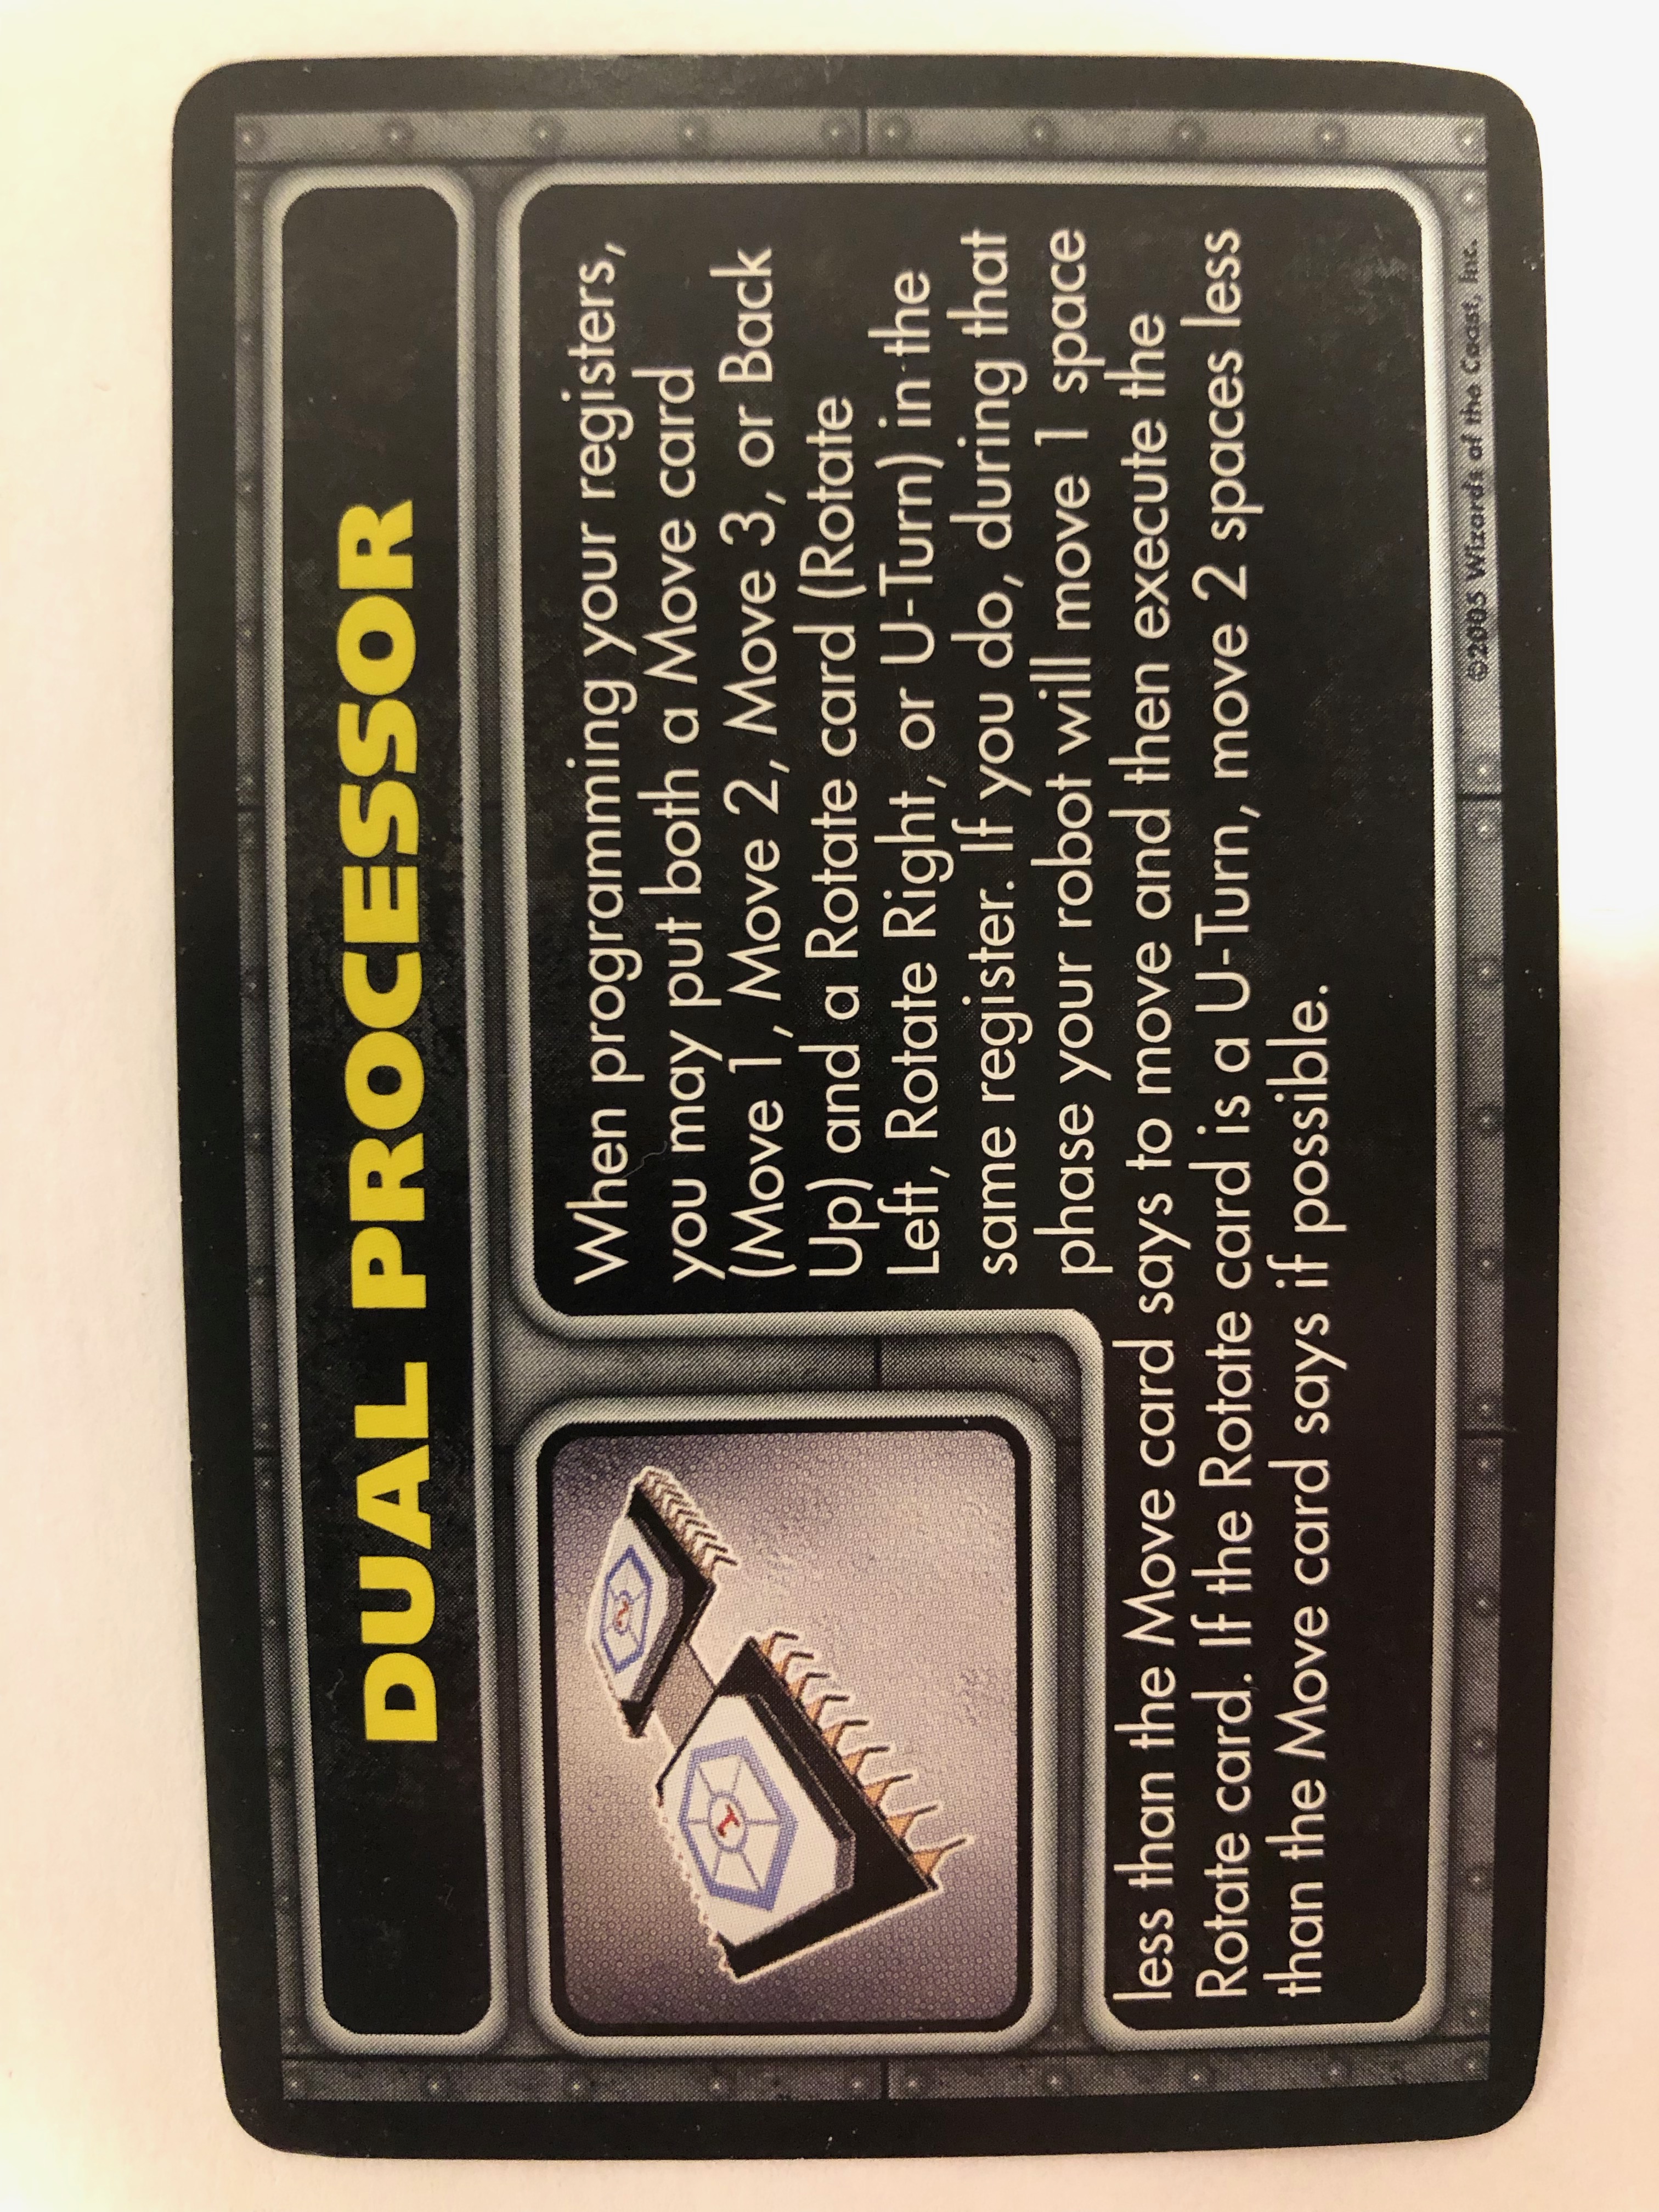 DUAL PROCESSOR
1
2
When programming your registers,
you may put both a Move card
(Move 1, Move 2, Move 3, or Back
Up) and a Rotate card (Rotate
Left, Rotate Right, or U-Turn) in the
same register. If you do, during that
phase your robot will move 1 space
less than the Move card says to move and then execute the
Rotate card. If the Rotate card is a U-Turn, move 2 spaces less
than the Move card says if possible.
©2005 Wizards of the Coast, Inc.